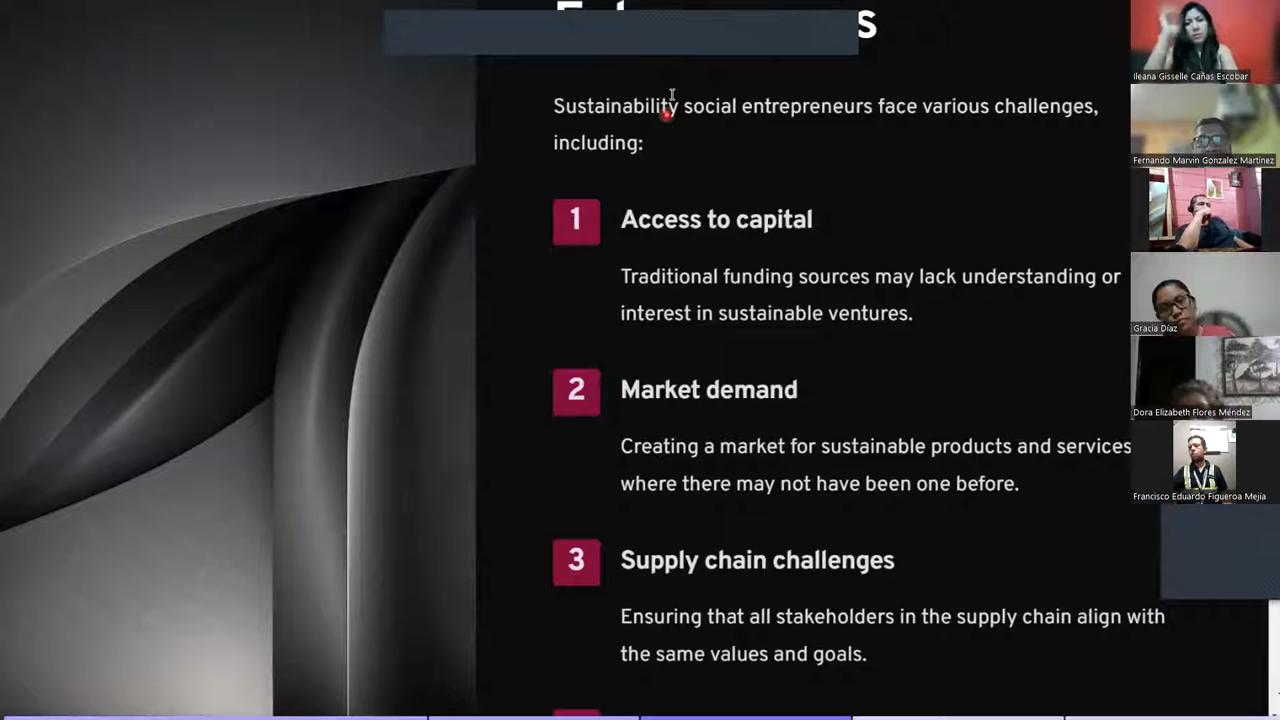 Sustainability social entrepreneurs face various challenges,
including:
1
Access to capital
Traditional funding sources may lack understanding or
interest in sustainable ventures.
2
Market demand
Creating a market for sustainable products and services
where there may not have been one before.
3
Supply chain challenges
Ensuring that all stakeholders in the supply chain align with
the same values and goals.
Ileana Gisselle Cañas Escobar
Fernando Marvin Gonzalez Martinez
Gracia Díaz
Dora Elizabeth Flores Méndez
Francisco Eduardo Figueroa Mejía